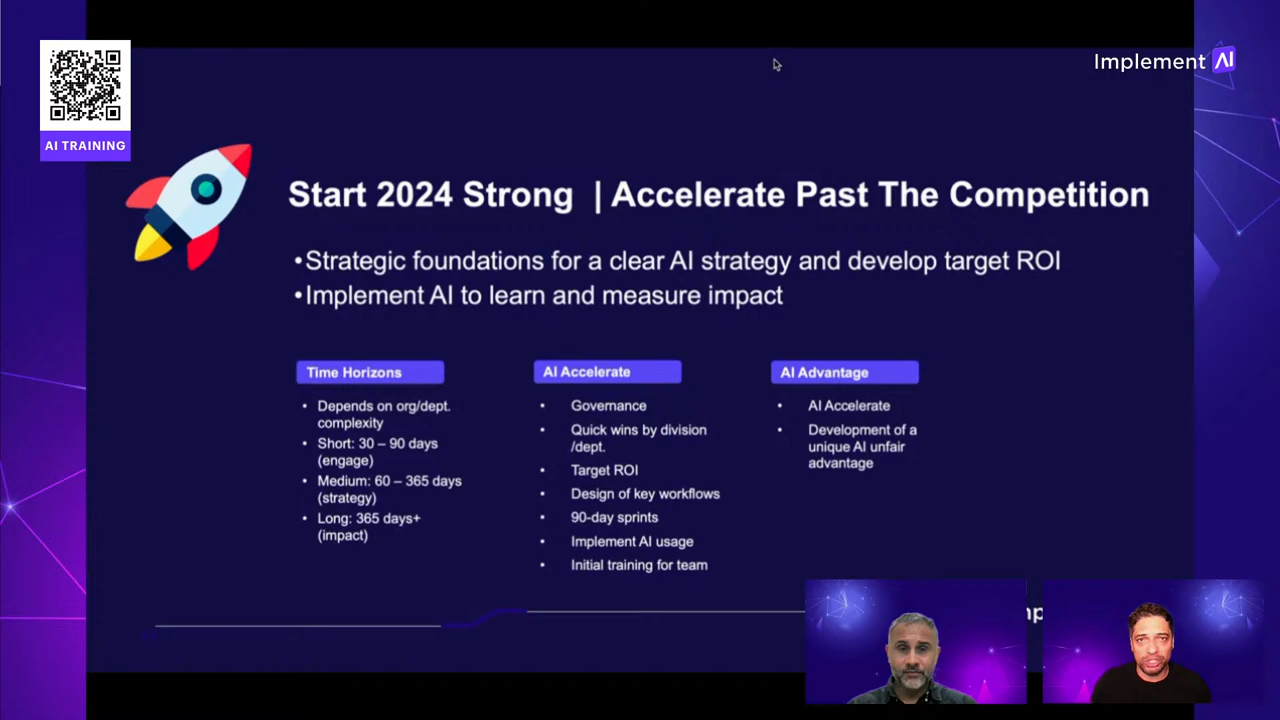 AI TRAINING
Implement AI
Start 2024 Strong | Accelerate Past The Competition
•Strategic foundations for a clear AI strategy and develop target ROI
•Implement AI to learn and measure impact
Time Horizons
• Depends on org/dept.
complexity
• Short: 30 – 90 days
(engage)
• Medium: 60 – 365 days
(strategy)
• Long: 365 days+
(impact)
AI Accelerate
• Governance
• Quick wins by division
/dept.
• Target ROI
• Design of key workflows
• 90-day sprints
• Implement AI usage
• Initial training for team
AI Advantage
• AI Accelerate
• Development of a
unique AI unfair
advantage